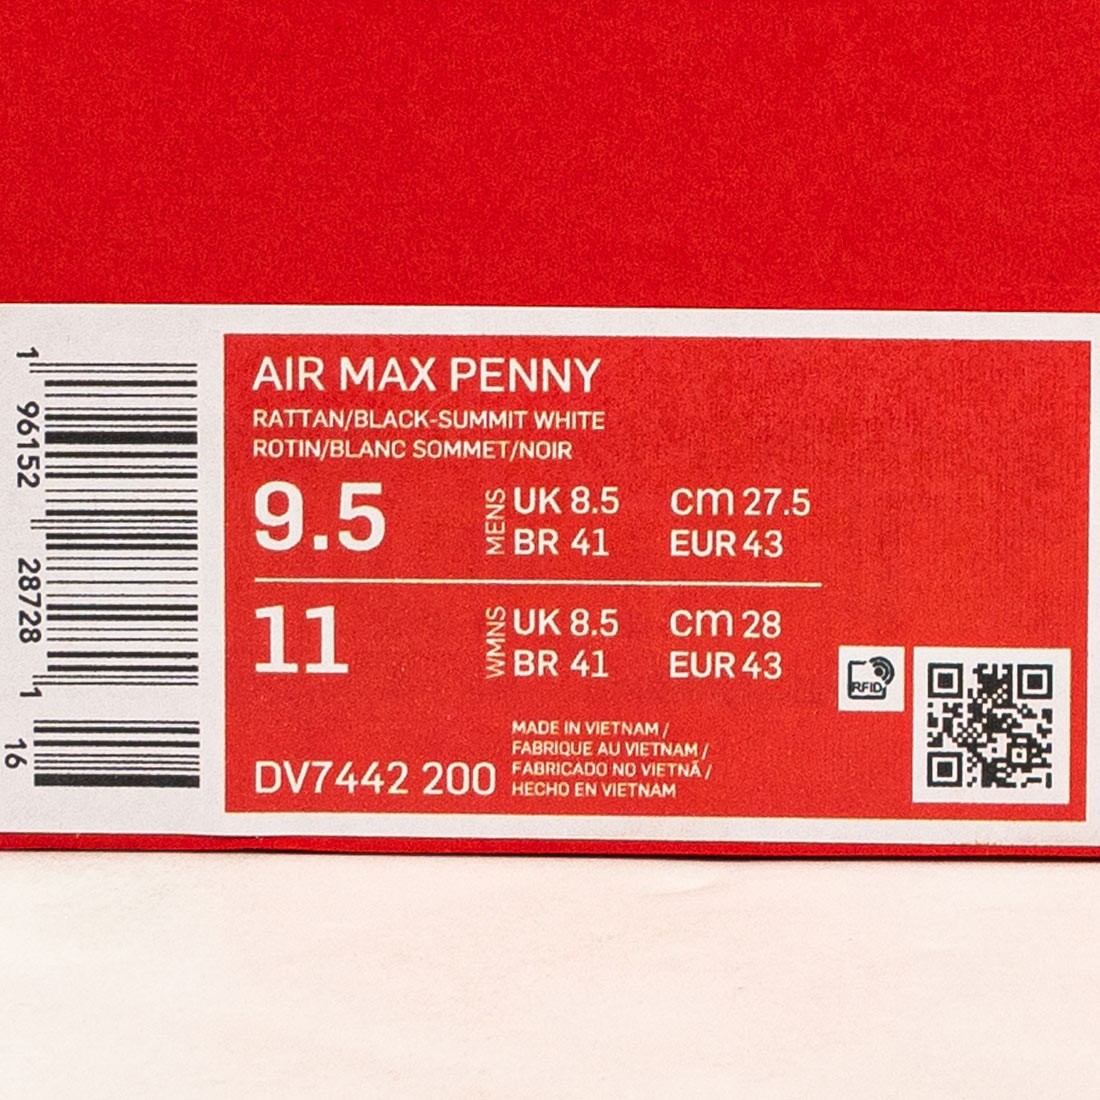 AIR MAX PENNY
RATTAN/BLACK-SUMMIT WHITE
ROTIN/BLANC SOMMET/NOIR
9.5
MENS
UK 8.5
cm 27.5
BR 41
EUR 43
11
WMNS
UK 8.5
cm 28
BR 41
EUR 43
DV7442 200
MADE IN VIETNAM /
FABRIQUE AU VIETNAM /
FABRICADO NO VIETNÃ /
HECHO EN VIETNAM
RFID
1 96152 28728 1 16